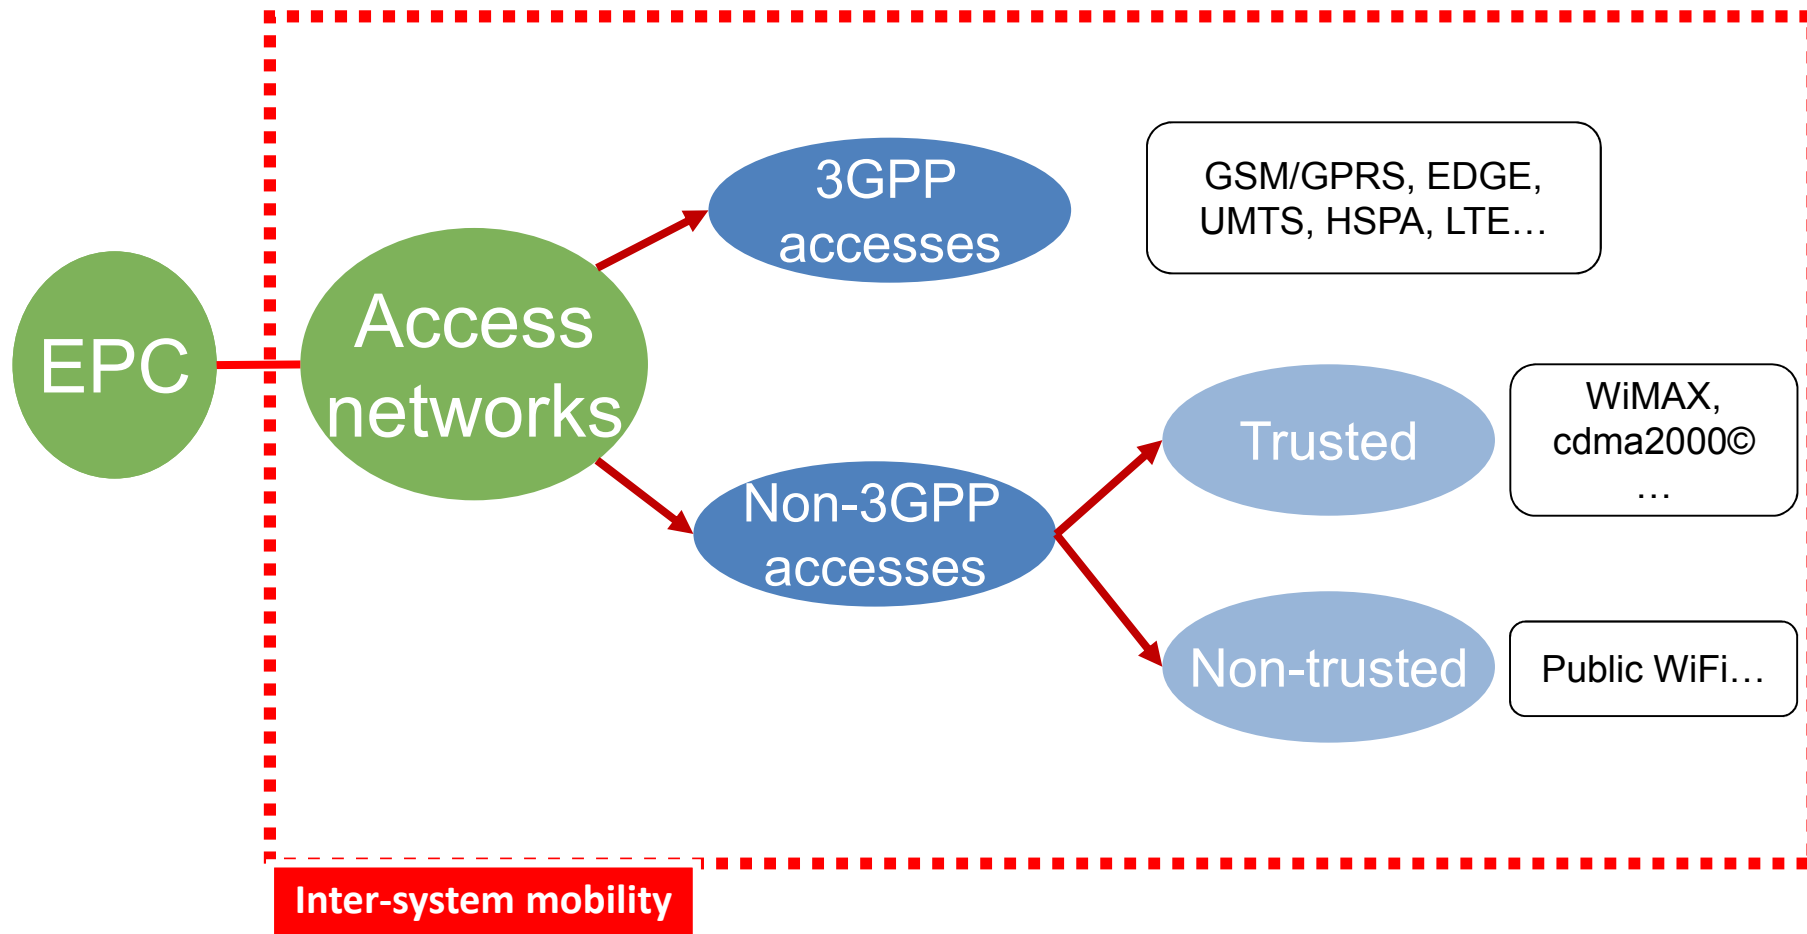 EPC
Access
networks
3GPP
accesses
GSM/GPRS, EDGE,
UMTS, HSPA, LTE…
Non-3GPP
accesses
Trusted
WiMAX,
cdma2000©
…
Non-trusted
Public WiFi…
Inter-system mobility